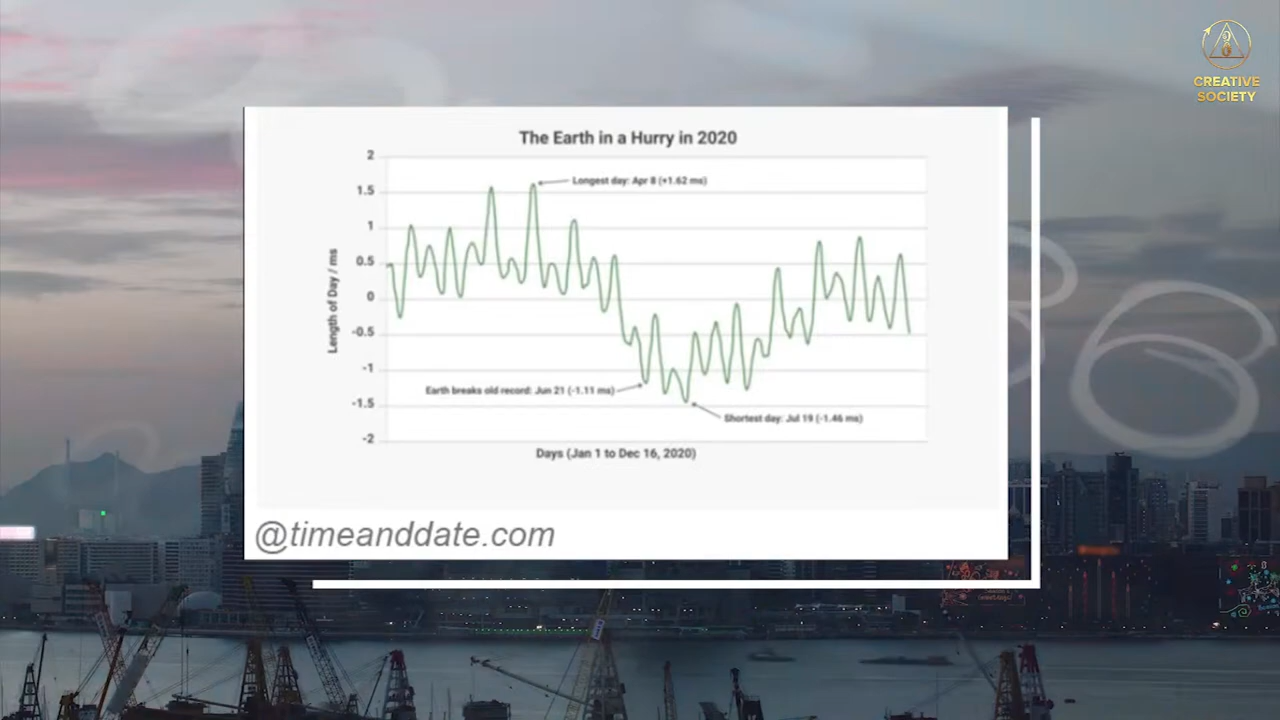 CREATIVE
SOCIETY
The Earth in a Hurry in 2020
2
1.5
1
0.5
0
-0.5
-1
-1.5
-2
Length of Day / ms
Longest day: Apr 8 (+1.62 ms)
Earth breaks old record: Jun 21 (-1.11 ms)
Shortest day: Jul 19 (-1.46 ms)
Days (Jan 1 to Dec 16, 2020)
@timeanddate.com